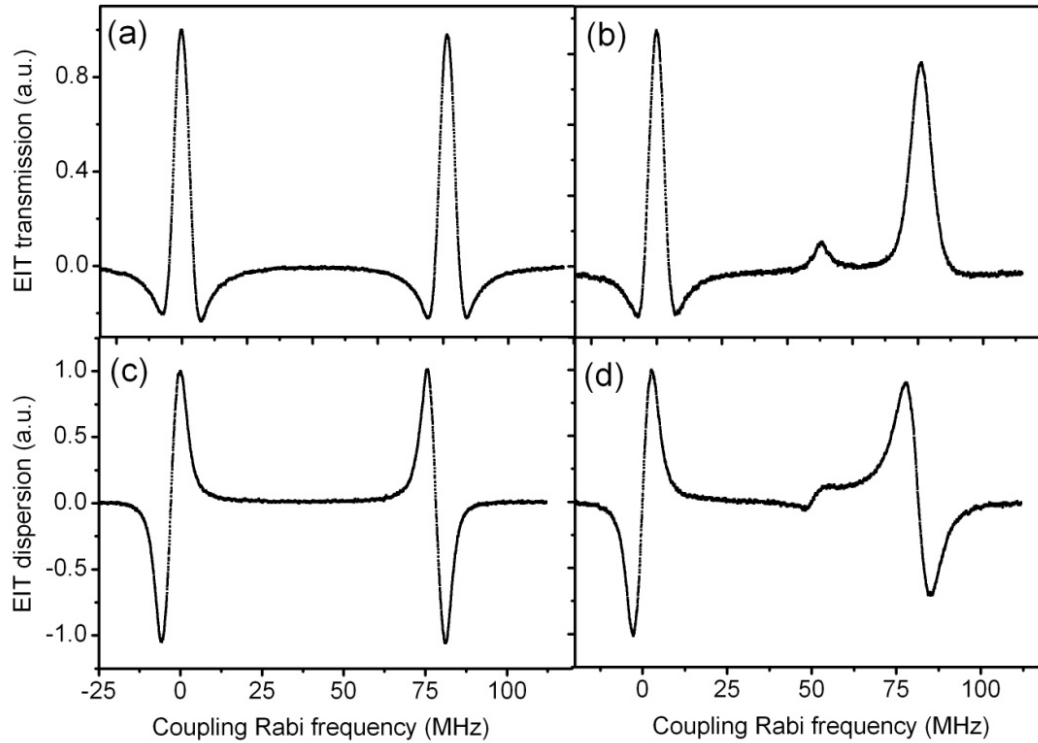 (a)
(b)
EIT transmission (a.u.)
0.8
0.4
0.0
(c)
(d)
EIT dispersion (a.u.)
1.0
0.5
0.0
-0.5
-1.0
-25 0 25 50 75 100 0 25 50 75 100
Coupling Rabi frequency (MHz) Coupling Rabi frequency (MHz)